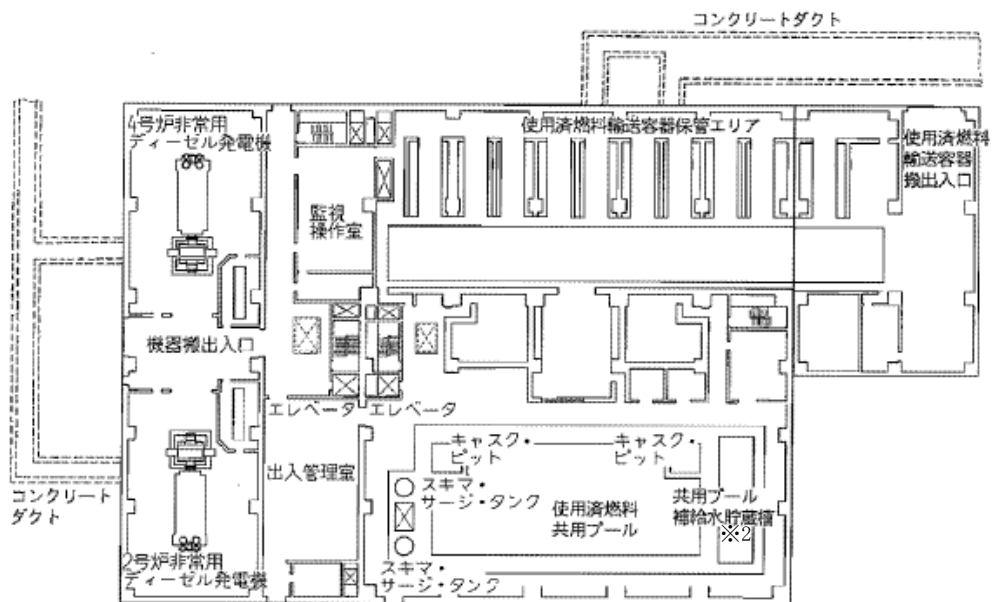 コンクリートダクト
4号炉非常用
ディーゼル発電機
使用済燃料輸送容器保管エリア
使用済燃料
輸送容器
搬出入口
監視
操作室
機器搬出入口
エレベータ
エレベータ
キャスク・
ピット
キャスク・
ピット
出入管理室
スキマ・
サージ・タンク
使用済燃料
共用プール
共用プール
補給水貯蔵槽
※2
コンクリート
ダクト
2号炉非常用
ディーゼル発電機
スキマ・
サージ・タンク